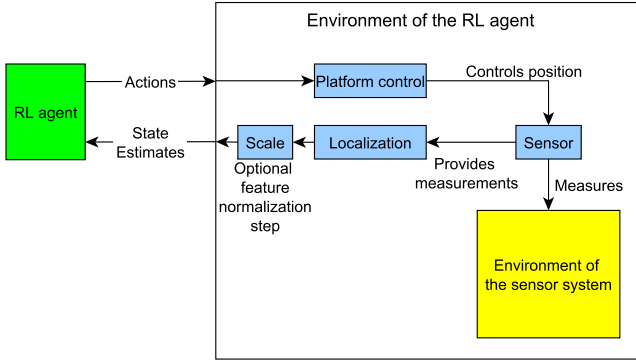 Environment of the RL agent
RL agent
Actions
Platform control
Controls position
State
Estimates
Scale
Localization
Sensor
Optional
feature
normalization
step
Provides
measurements
Measures
Environment of
the sensor system